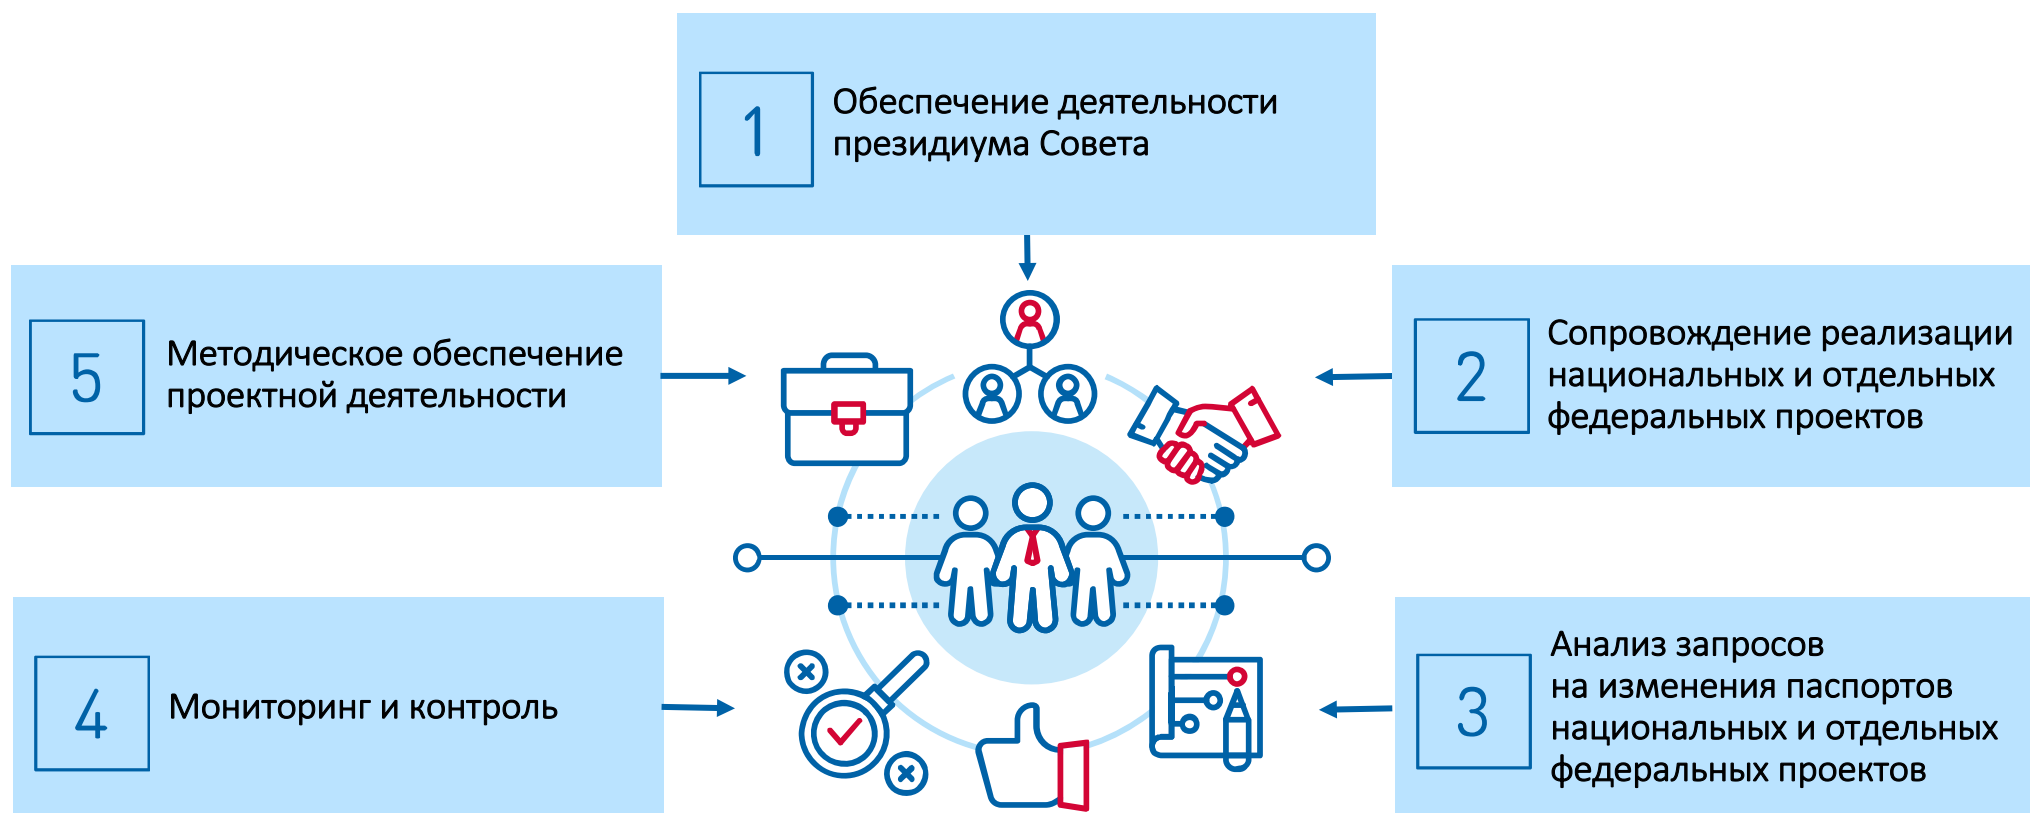 1
Обеспечение деятельности
президиума Совета
2
Сопровождение реализации
национальных и отдельных
федеральных проектов
3
Анализ запросов
на изменения паспортов
национальных и отдельных
федеральных проектов
4
Мониторинг и контроль
5
Методическое обеспечение
проектной деятельности